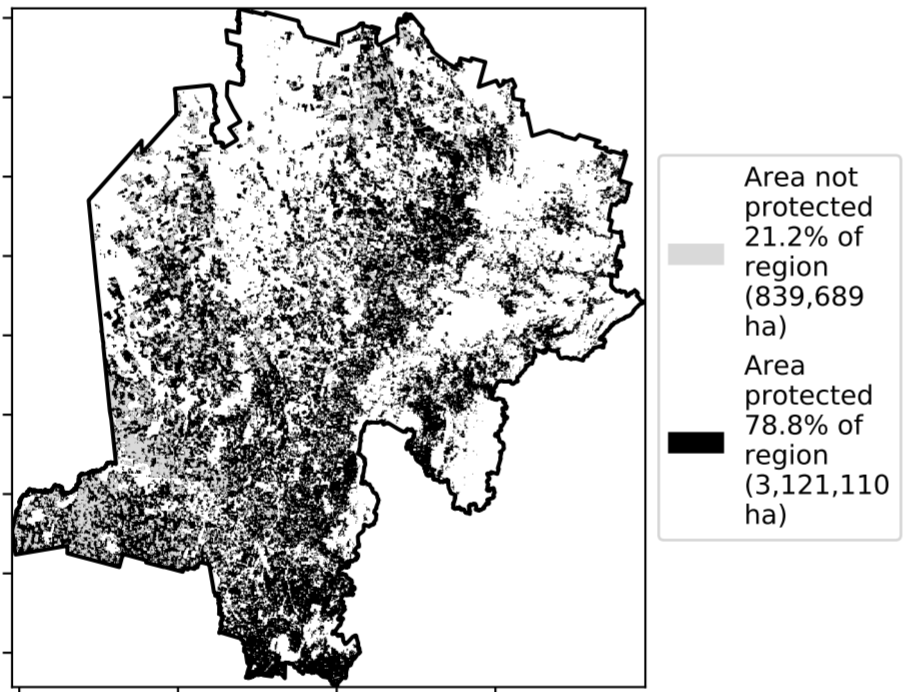 Area not
protected
21.2% of
region
(839,689
ha)
Area
protected
78.8% of
region
(3,121,110
ha)